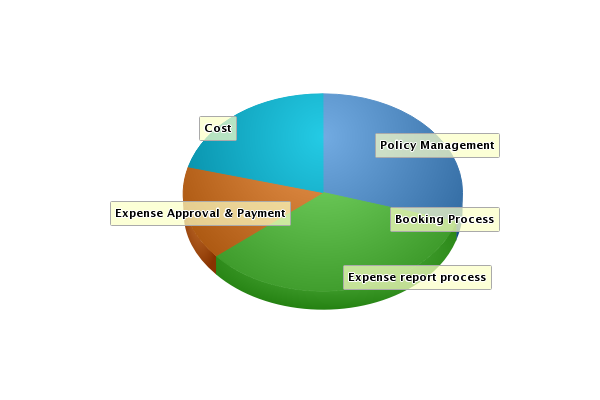 Cost
Policy Management
Expense Approval & Payment
Booking Process
Expense report process